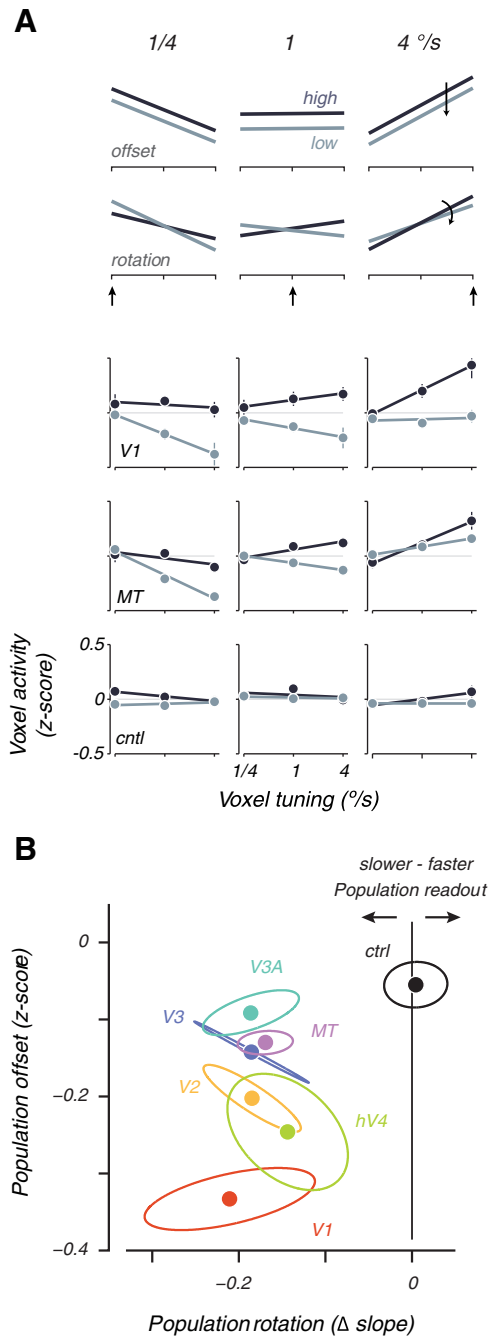 A
1/4 1 4 °/s
high
offset low
rotation
V1
MT
0.5
0
-0.5
Voxel activity
(z-score)
cntl
1/4 1 4
Voxel tuning (°/s)
B
slower - faster
Population readout
ctrl
0
V3A
V3
MT
V2
hV4
V1
−0.2
−0.4
Population offset (z-score)
−0.2 0
Population rotation (Δ slope)